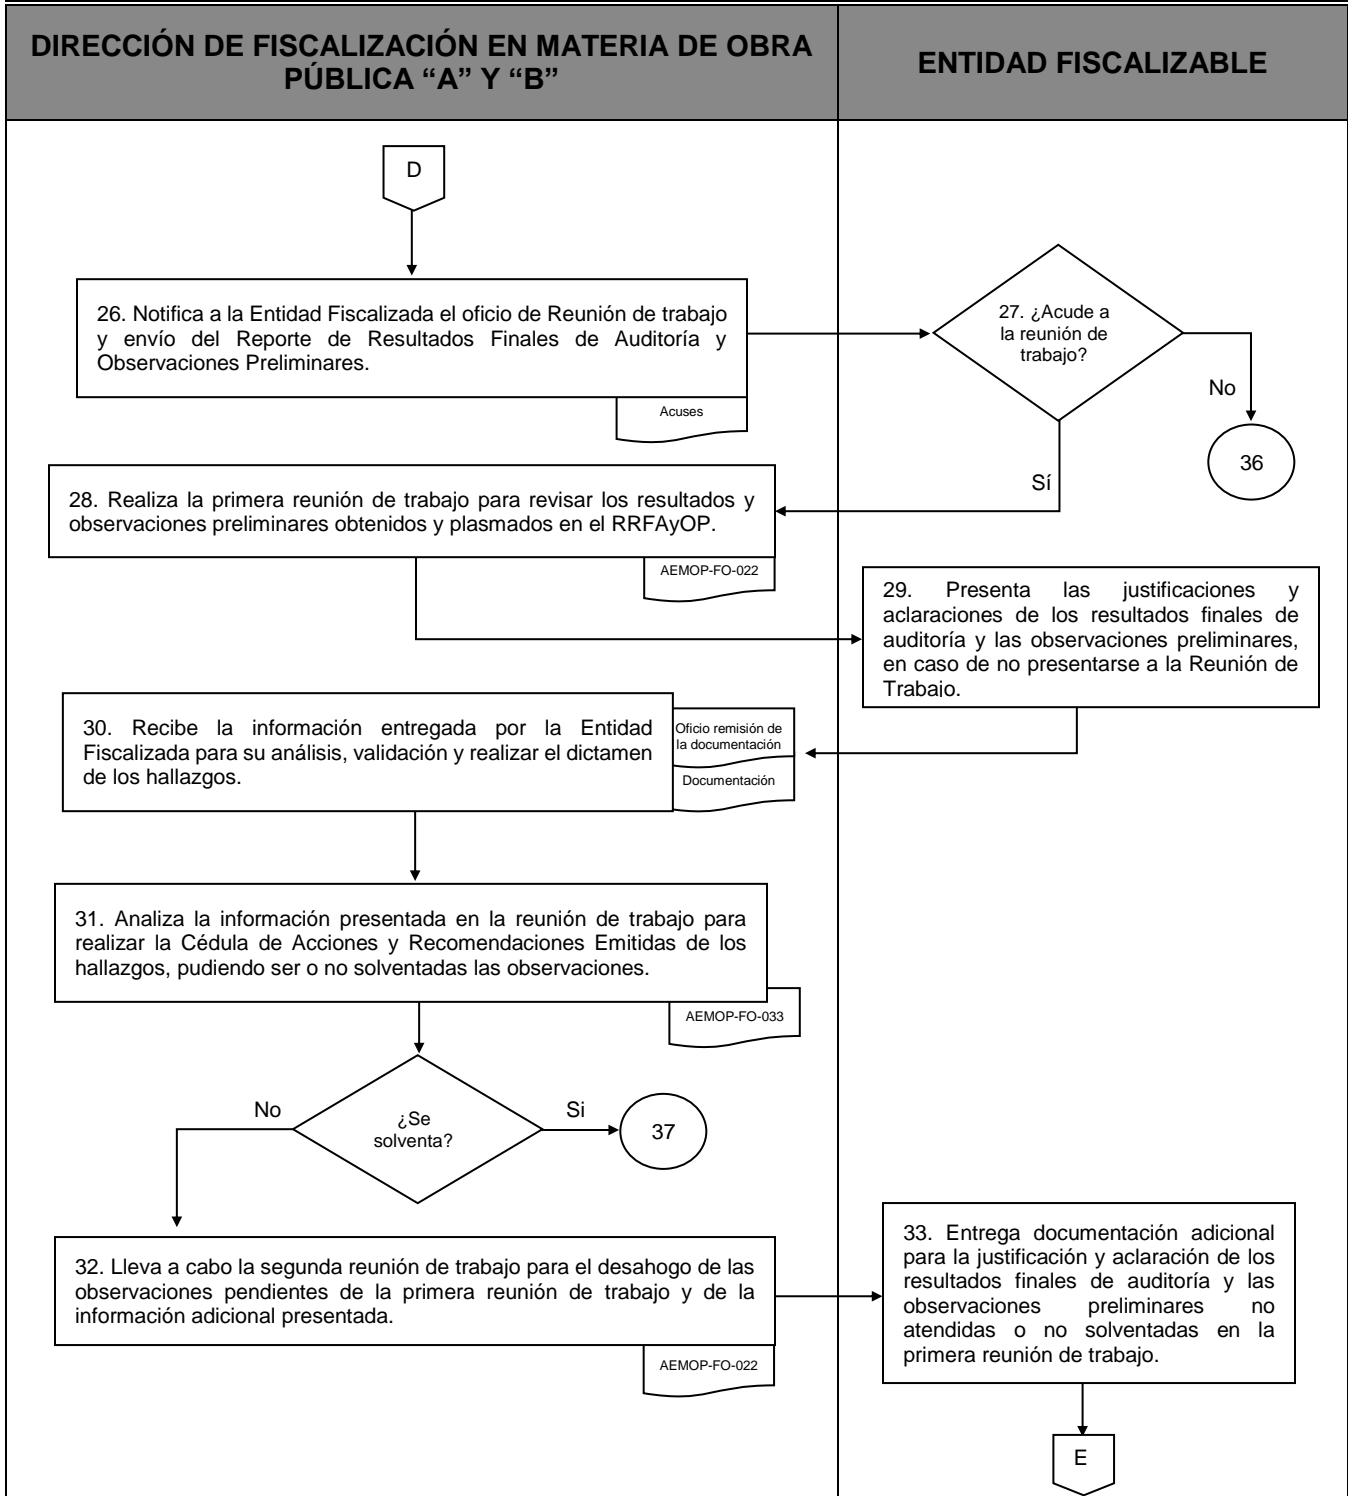 DIRECCIÓN DE FISCALIZACIÓN EN MATERIA DE OBRA
PÚBLICA “A” Y “B”
ENTIDAD FISCALIZABLE
D
26. Notifica a la Entidad Fiscalizada el oficio de Reunión de trabajo
y envío del Reporte de Resultados Finales de Auditoría y
Observaciones Preliminares.
Acuses
27. ¿Acude a
la reunión de
trabajo?
No
36
Sí
28. Realiza la primera reunión de trabajo para revisar los resultados y
observaciones preliminares obtenidos y plasmados en el RRFAyOP.
AEMOP-FO-022
29. Presenta las justificaciones y
aclaraciones de los resultados finales de
auditoría y las observaciones preliminares,
en caso de no presentarse a la Reunión de
Trabajo.
30. Recibe la información entregada por la Entidad
Fiscalizada para su análisis, validación y realizar el dictamen
de los hallazgos.
Oficio remisión de
la documentación
Documentación
31. Analiza la información presentada en la reunión de trabajo para
realizar la Cédula de Acciones y Recomendaciones Emitidas de los
hallazgos, pudiendo ser o no solventadas las observaciones.
AEMOP-FO-033
¿Se
solventa?
No
Si
37
32. Lleva a cabo la segunda reunión de trabajo para el desahogo de las
observaciones pendientes de la primera reunión de trabajo y de la
información adicional presentada.
AEMOP-FO-022
33. Entrega documentación adicional
para la justificación y aclaración de los
resultados finales de auditoría y las
observaciones preliminares no
atendidas o no solventadas en la
primera reunión de trabajo.
E